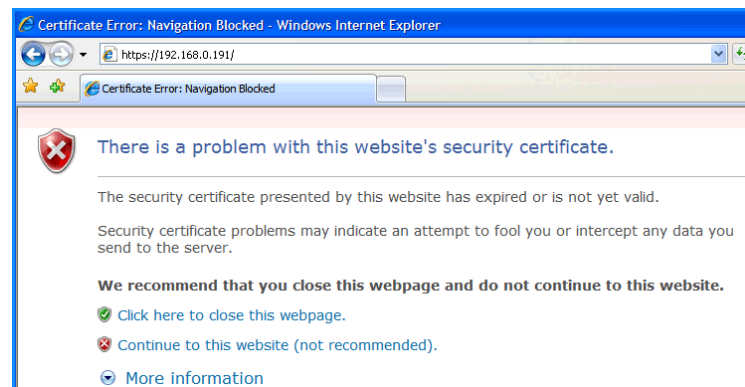 Certificate Error: Navigation Blocked - Windows Internet Explorer
https://192.168.0.191/
Certificate Error: Navigation Blocked
There is a problem with this website's security certificate.
The security certificate presented by this website has expired or is not yet valid.
Security certificate problems may indicate an attempt to fool you or intercept any data you
send to the server.
We recommend that you close this webpage and do not continue to this website.
Click here to close this webpage.
Continue to this website (not recommended).
More information